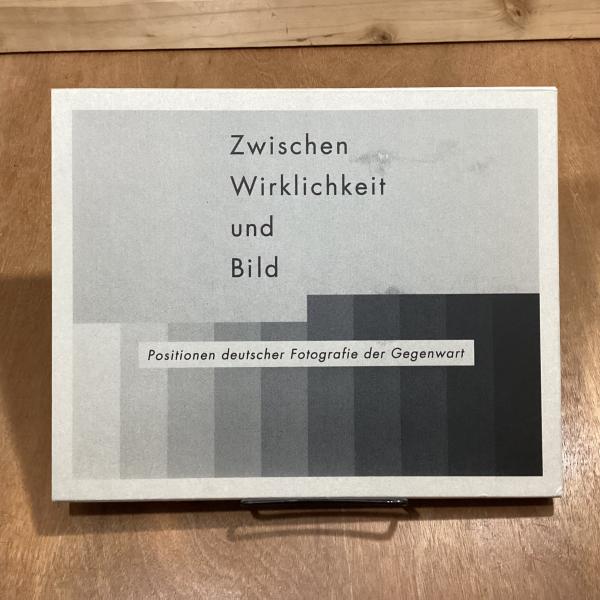 Zwischen
Wirklichkeit
und
Bild
Positionen deutscher Fotografie der Gegenwart